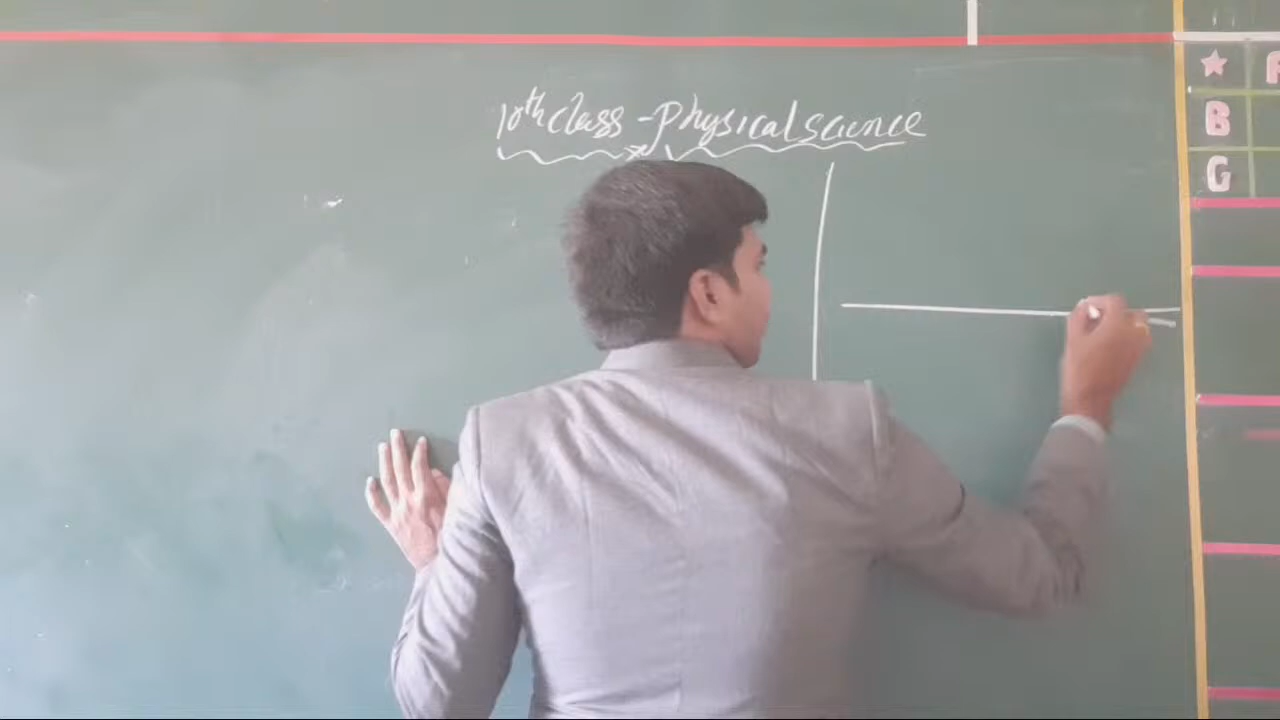 10th class - physical science
★ F
B
G